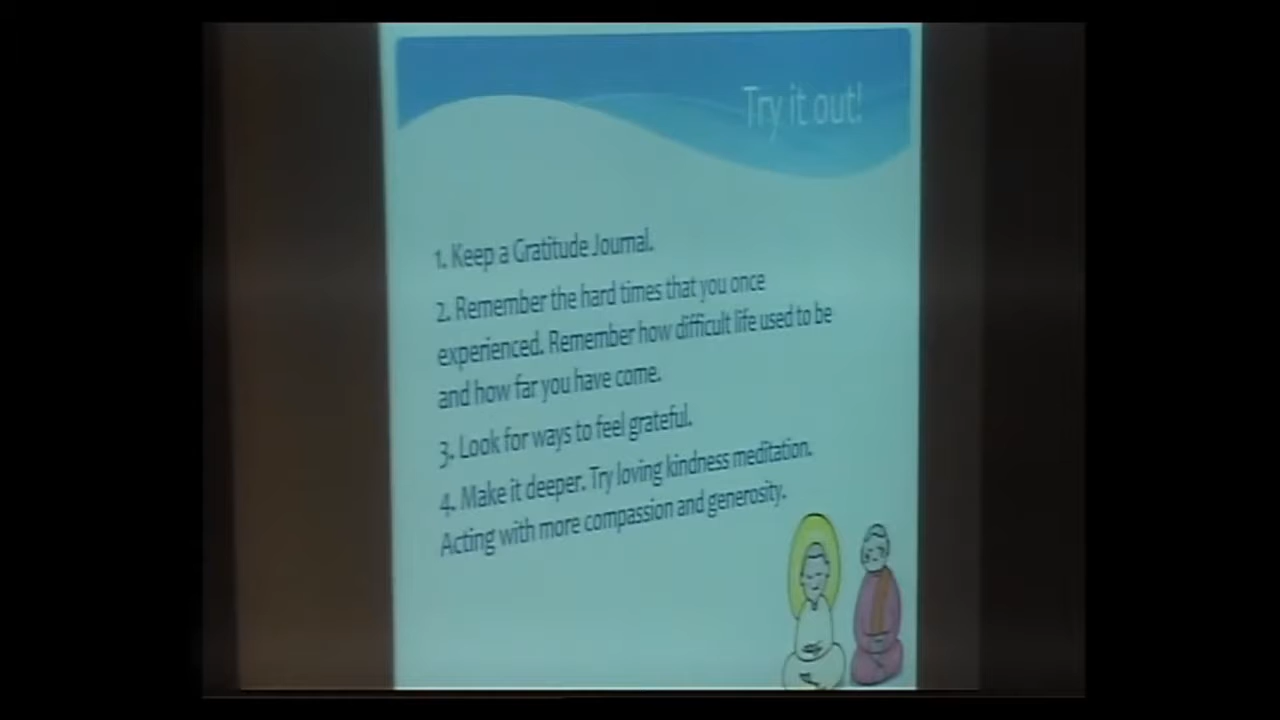 Try it out!
1. Keep a Gratitude Journal.
2. Remember the hard times that you once
experienced. Remember how difficult life used to be
and how far you have come.
3. Look for ways to feel grateful.
4. Make it deeper. Try loving kindness meditation.
Acting with more compassion and generosity.